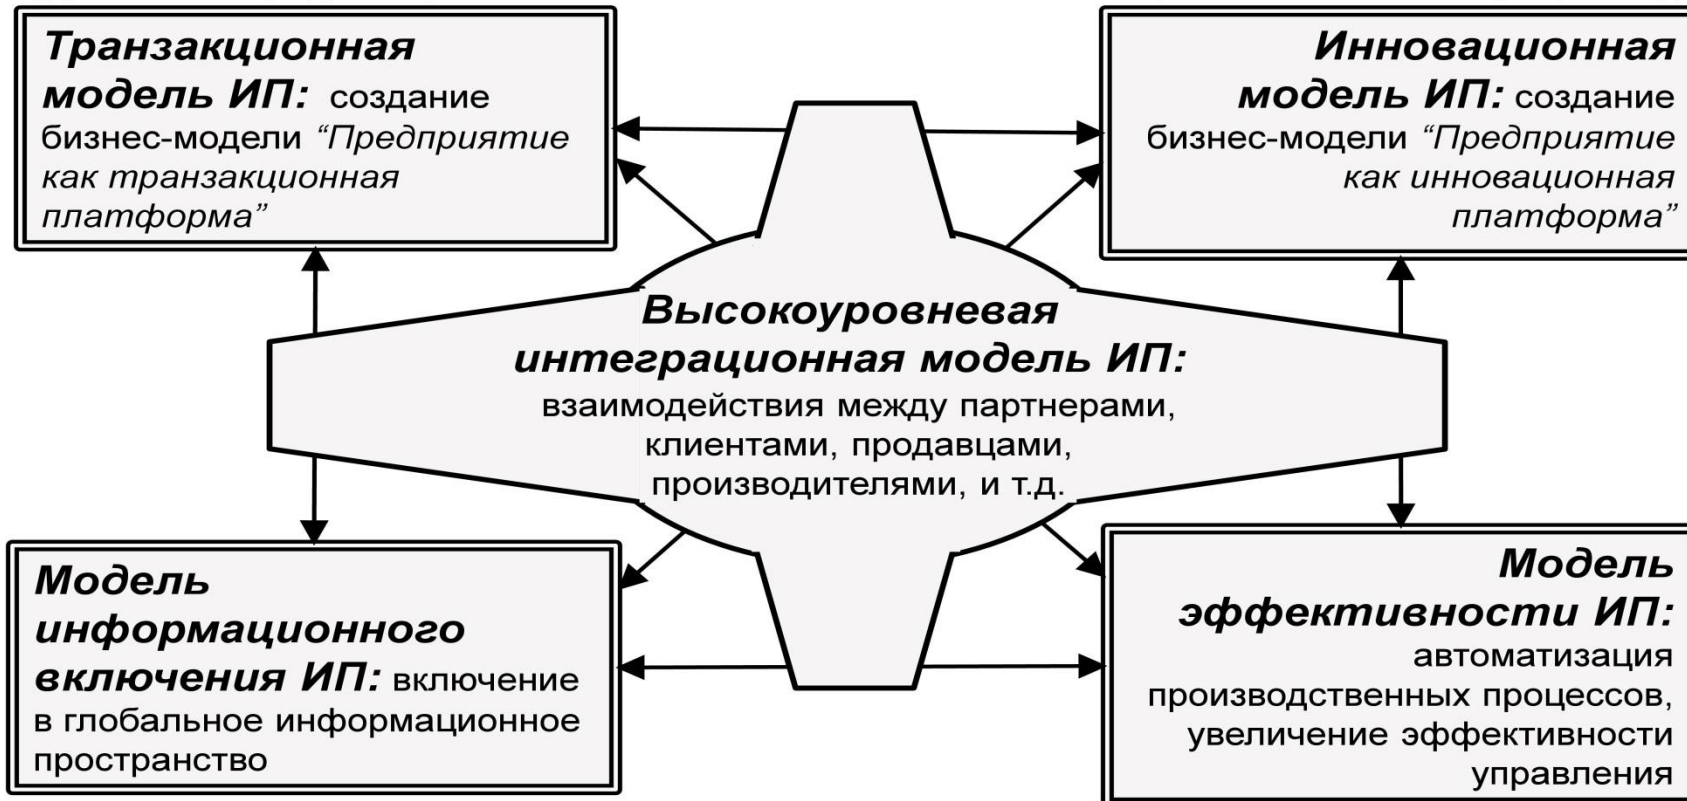 Транзакционная
модель ИП: создание
бизнес-модели “Предприятие
как транзакционная
платформа”
Инновационная
модель ИП: создание
бизнес-модели “Предприятие
как инновационная
платформа”
Высокоуровневая
интеграционная модель ИП:
взаимодействия между партнерами,
клиентами, продавцами,
производителями, и т.д.
Модель
информационного
включения ИП: включение
в глобальное информационное
пространство
Модель
эффективности ИП:
автоматизация
производственных процессов,
увеличение эффективности
управления